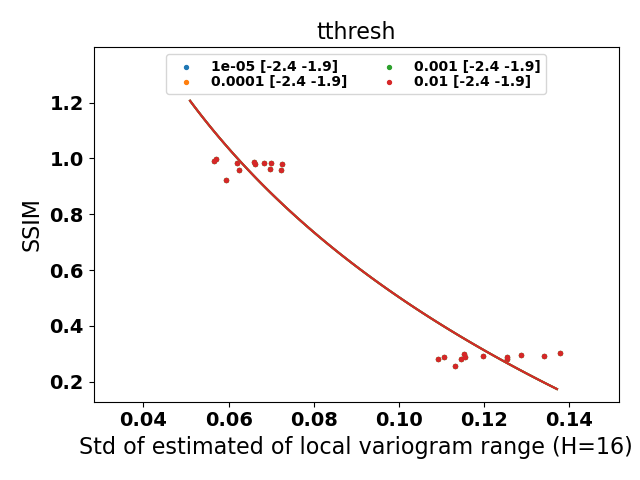 tthresh
1e-05 [-2.4 -1.9]
0.0001 [-2.4 -1.9]
0.001 [-2.4 -1.9]
0.01 [-2.4 -1.9]
1.2
1.0
0.8
0.6
0.4
0.2
SSIM
0.04 0.06 0.08 0.10 0.12 0.14
Std of estimated of local variogram range (H=16)